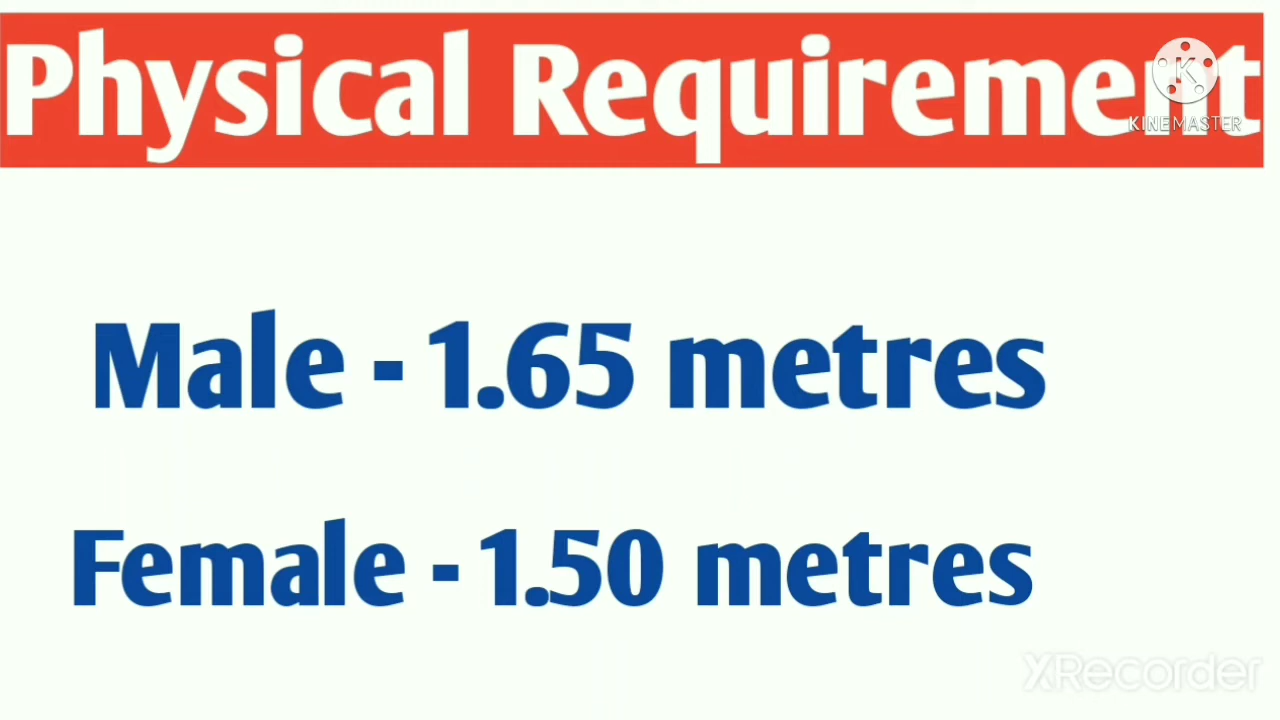 Physical Requirement
KINEMASTER
Male - 1.65 metres
Female - 1.50 metres
XRecorder